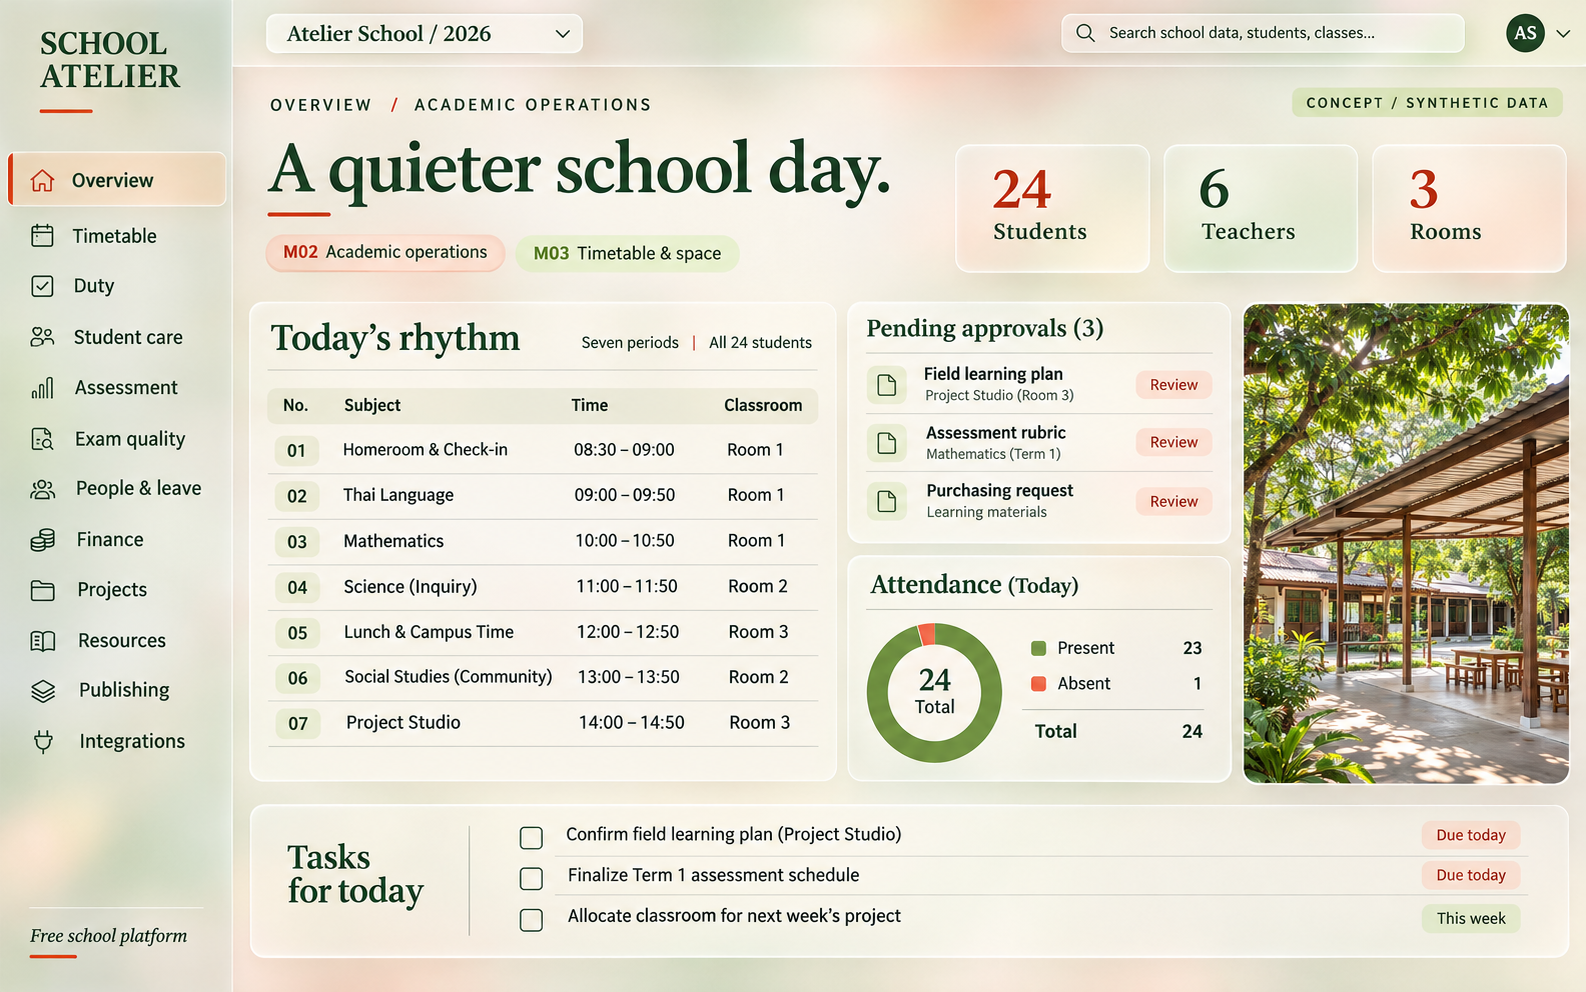 SCHOOL
ATELIER
Overview
Timetable
Duty
Student care
Assessment
Exam quality
People & leave
Finance
Projects
Resources
Publishing
Integrations
Free school platform
Atelier School / 2026
Search school data, students, classes...
AS
OVERVIEW / ACADEMIC OPERATIONS
CONCEPT / SYNTHETIC DATA
A quieter school day.
M02 Academic operations
M03 Timetable & space
24
Students
6
Teachers
3
Rooms
Today’s rhythm
Seven periods | All 24 students
No. Subject Time Classroom
01 Homeroom & Check-in 08:30 – 09:00 Room 1
02 Thai Language 09:00 – 09:50 Room 1
03 Mathematics 10:00 – 10:50 Room 1
04 Science (Inquiry) 11:00 – 11:50 Room 2
05 Lunch & Campus Time 12:00 – 12:50 Room 3
06 Social Studies (Community) 13:00 – 13:50 Room 2
07 Project Studio 14:00 – 14:50 Room 3
Pending approvals (3)
Field learning plan
Project Studio (Room 3)
Review
Assessment rubric
Mathematics (Term 1)
Review
Purchasing request
Learning materials
Review
Attendance (Today)
24
Total
Present 23
Absent 1
Total 24
Tasks
for today
Confirm field learning plan (Project Studio) Due today
Finalize Term 1 assessment schedule Due today
Allocate classroom for next week’s project This week